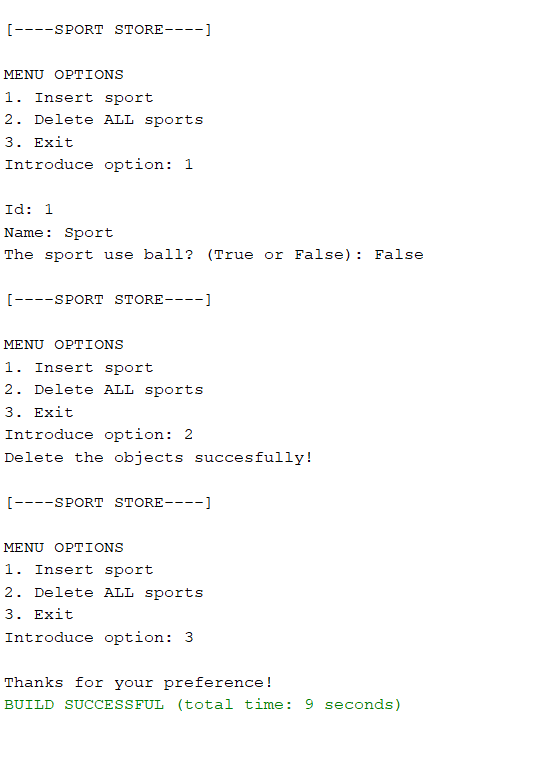 [----SPORT STORE----]
MENU OPTIONS
1. Insert sport
2. Delete ALL sports
3. Exit
Introduce option: 1
Id: 1
Name: Sport
The sport use ball? (True or False): False
[----SPORT STORE----]
MENU OPTIONS
1. Insert sport
2. Delete ALL sports
3. Exit
Introduce option: 2
Delete the objects succesfully!
[----SPORT STORE----]
MENU OPTIONS
1. Insert sport
2. Delete ALL sports
3. Exit
Introduce option: 3
Thanks for your preference!
BUILD SUCCESSFUL (total time: 9 seconds)